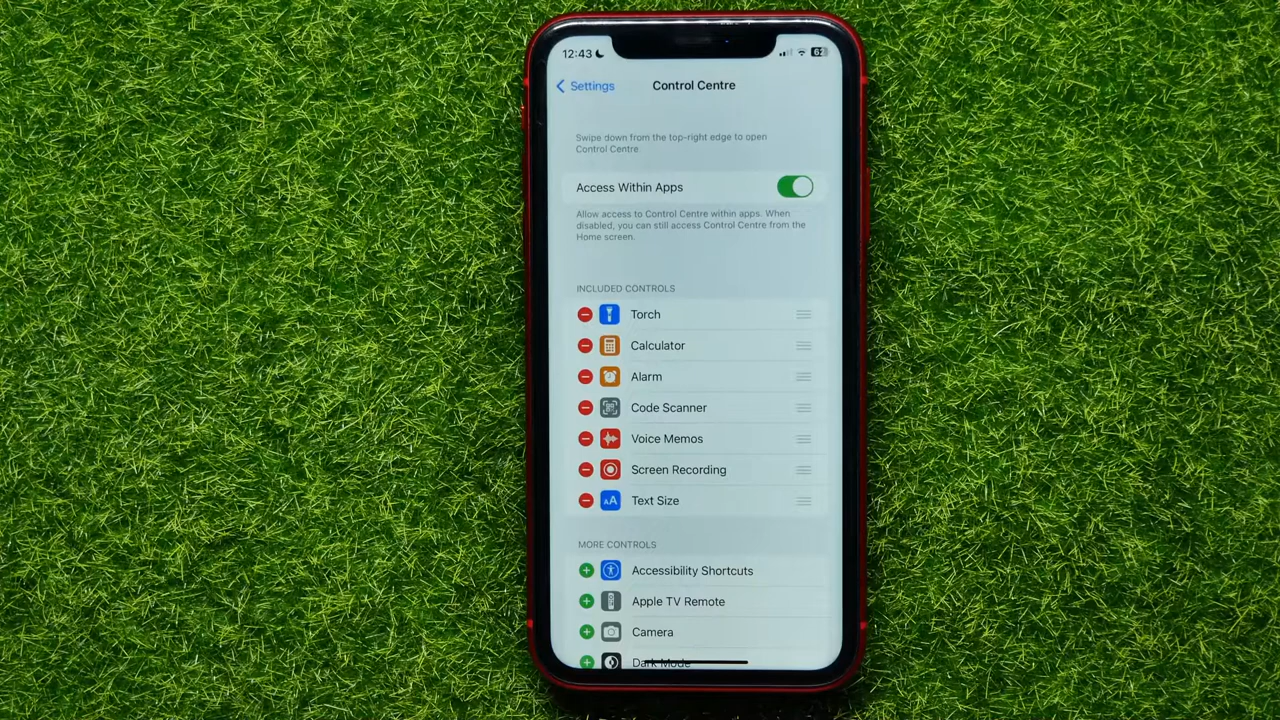 12:43
62
Settings
Control Centre
Swipe down from the top-right edge to open
Control Centre.
Access Within Apps
Allow access to Control Centre within apps. When
disabled, you can still access Control Centre from the
Home screen.
INCLUDED CONTROLS
Torch
Calculator
Alarm
Code Scanner
Voice Memos
Screen Recording
AA Text Size
MORE CONTROLS
Accessibility Shortcuts
Apple TV Remote
Camera
Dark Mode